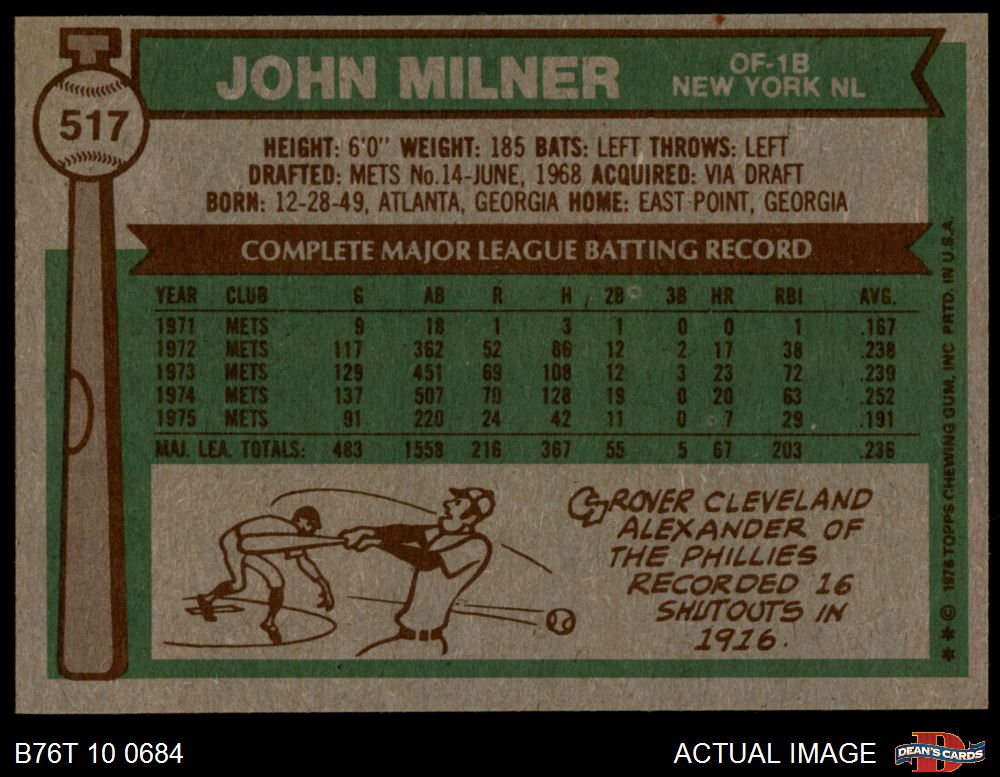 517
JOHN MILNER
OF-1B
NEW YORK NL
HEIGHT: 6'0" WEIGHT: 185 BATS: LEFT THROWS: LEFT
DRAFTED: METS No.14-JUNE, 1968 ACQUIRED: VIA DRAFT
BORN: 12-28-49, ATLANTA, GEORGIA HOME: EAST POINT, GEORGIA
COMPLETE MAJOR LEAGUE BATTING RECORD
YEAR CLUB G AB R H 2B 3B HR RBI AVG.
1971 METS 9 18 1 3 1 0 0 1 .167
1972 METS 117 362 52 86 12 2 17 38 .238
1973 METS 129 451 69 108 12 3 23 72 .239
1974 METS 137 507 70 128 19 0 20 63 .252
1975 METS 91 220 24 42 11 0 7 29 .191
MAJ. LEA. TOTALS: 483 1558 216 367 55 5 67 203 .236
GROVER CLEVELAND
ALEXANDER OF
THE PHILLIES
RECORDED 16
SHUTOUTS IN
1916.
* * © 1976 TOPPS CHEWING GUM, INC PRTD. IN U.S.A.
B76T 10 0684
ACTUAL IMAGE
D
DEAN'S CARDS